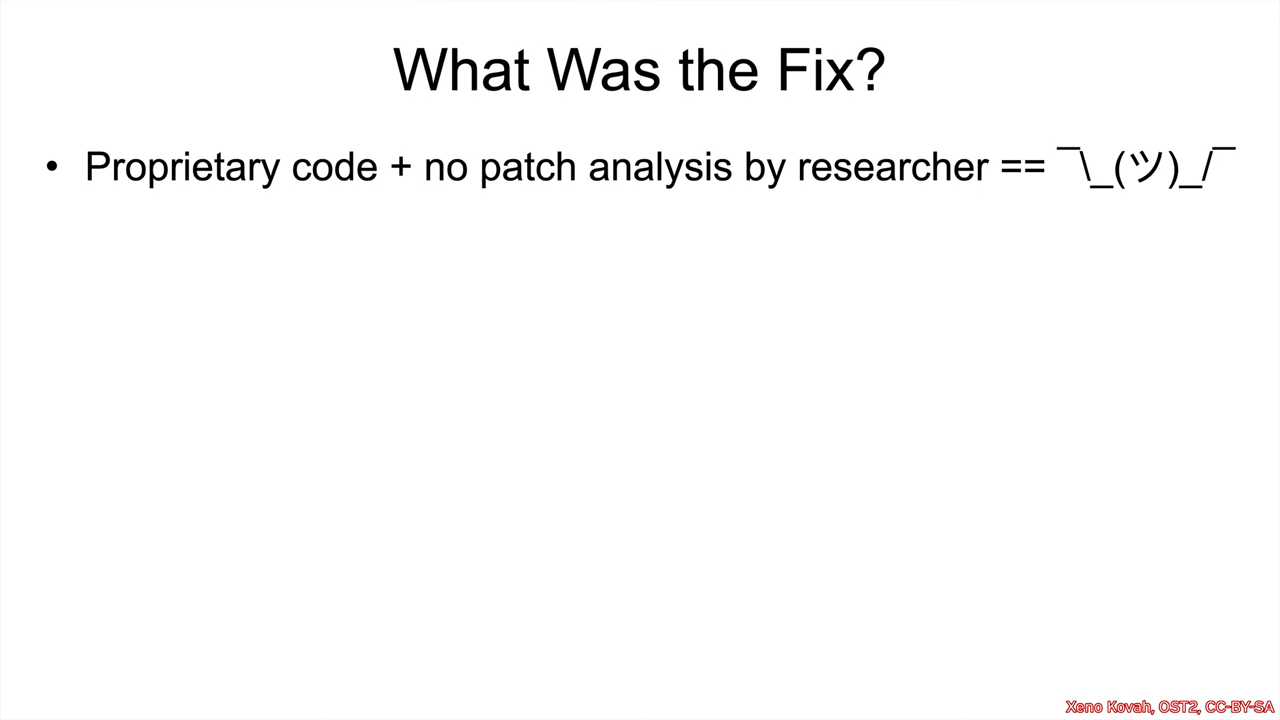 What Was the Fix?
• Proprietary code + no patch analysis by researcher == ¯\_(ツ)_/¯
Xeno Kovah, OST2, CC-BY-SA